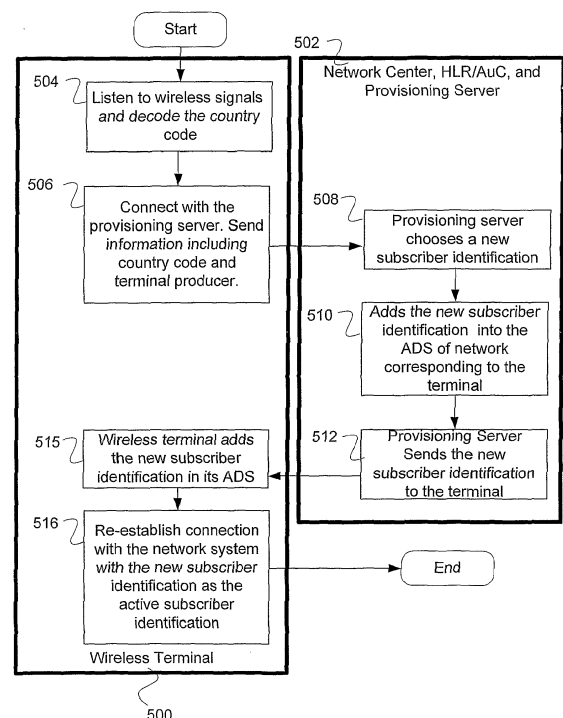 Start
502
Network Center, HLR/AuC, and
Provisioning Server
504
Listen to wireless signals
and decode the country
code
506
Connect with the
provisioning server. Send
information including
country code and
terminal producer.
508
Provisioning server
chooses a new
subscriber identification
510
Adds the new subscriber
identification into the
ADS of network
corresponding to the
terminal
512
Provisioning Server
Sends the new
subscriber identification
to the terminal
515
Wireless terminal adds
the new subscriber
identification in its ADS
516
Re-establish connection
with the network system
with the new subscriber
identification as the
active subscriber
identification
End
Wireless Terminal
500